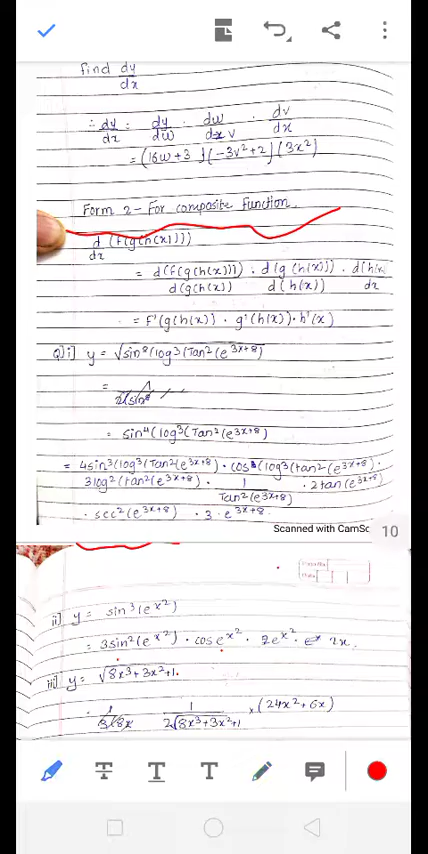 find dy/dx
∴ dy/dx = dy/dw · dw/dv · dv/dx
= (16w+3) (-3v²+2) (3x²)
Form 2 - For composite Function.
d/dx (f(g(h(x))))
= d(f(g(h(x))))/d(g(h(x))) · d(g(h(x)))/d(h(x)) · d(h(x)/dx
= f'(g(h(x)) · g'(h(x)) · h'(x)
Q) i] y = √sin⁸(log³(Tan²(e^3x+8)
=
= sin⁴(log³(Tan²(e^3x+8)
= 4sin³(log³(Tan²(e^3x+8) · cos(log³(tan²(e^3x+8) ·
3log²(tan²(e^3x+8) · 1/Tan²(e^3x+8) · 2tan(e^3x+8)
· sec²(e^3x+8) · 3 · e^3x+8 ·
Scanned with CamSc
10
ii] y = sin³(e^x²)
= 3sin²(e^x²) · cos e^x² · 2e^x² · 2x.
iii] y = √8x³+3x²+1
1/2√8x³+3x²+1 × (24x²+6x)
T T T